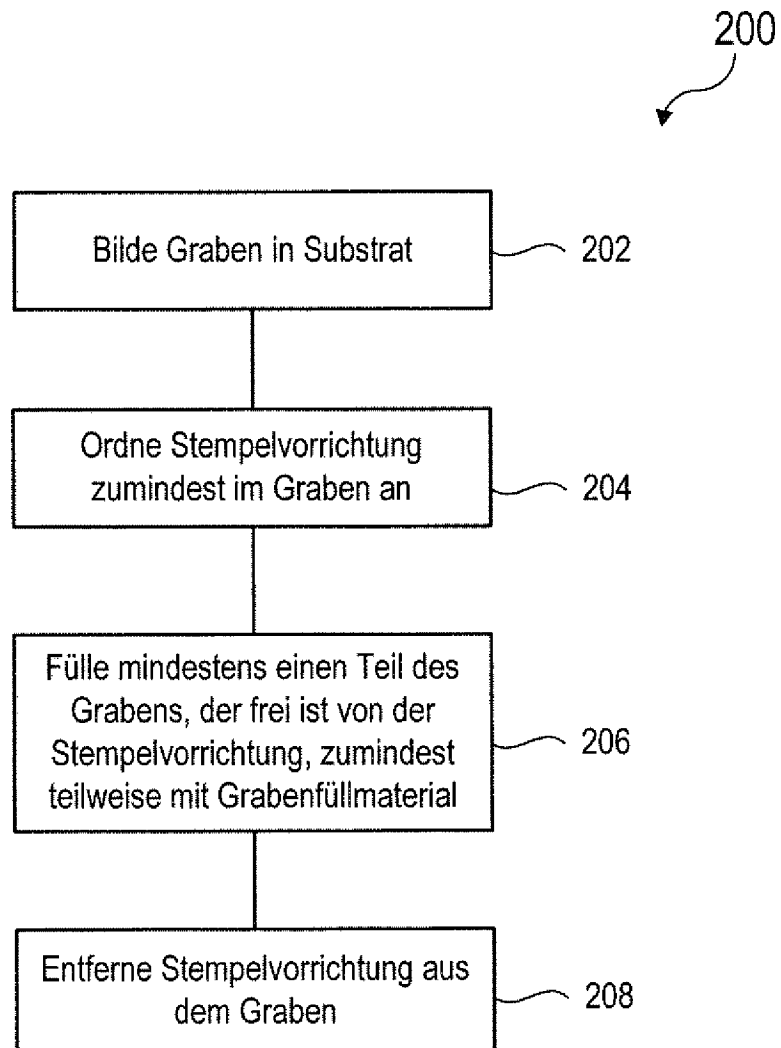 200
Bilde Graben in Substrat
202
Ordne Stempelvorrichtung
zumindest im Graben an
204
Fülle mindestens einen Teil des
Grabens, der frei ist von der
Stempelvorrichtung, zumindest
teilweise mit Grabenfüllmaterial
206
Entferne Stempelvorrichtung aus
dem Graben
208